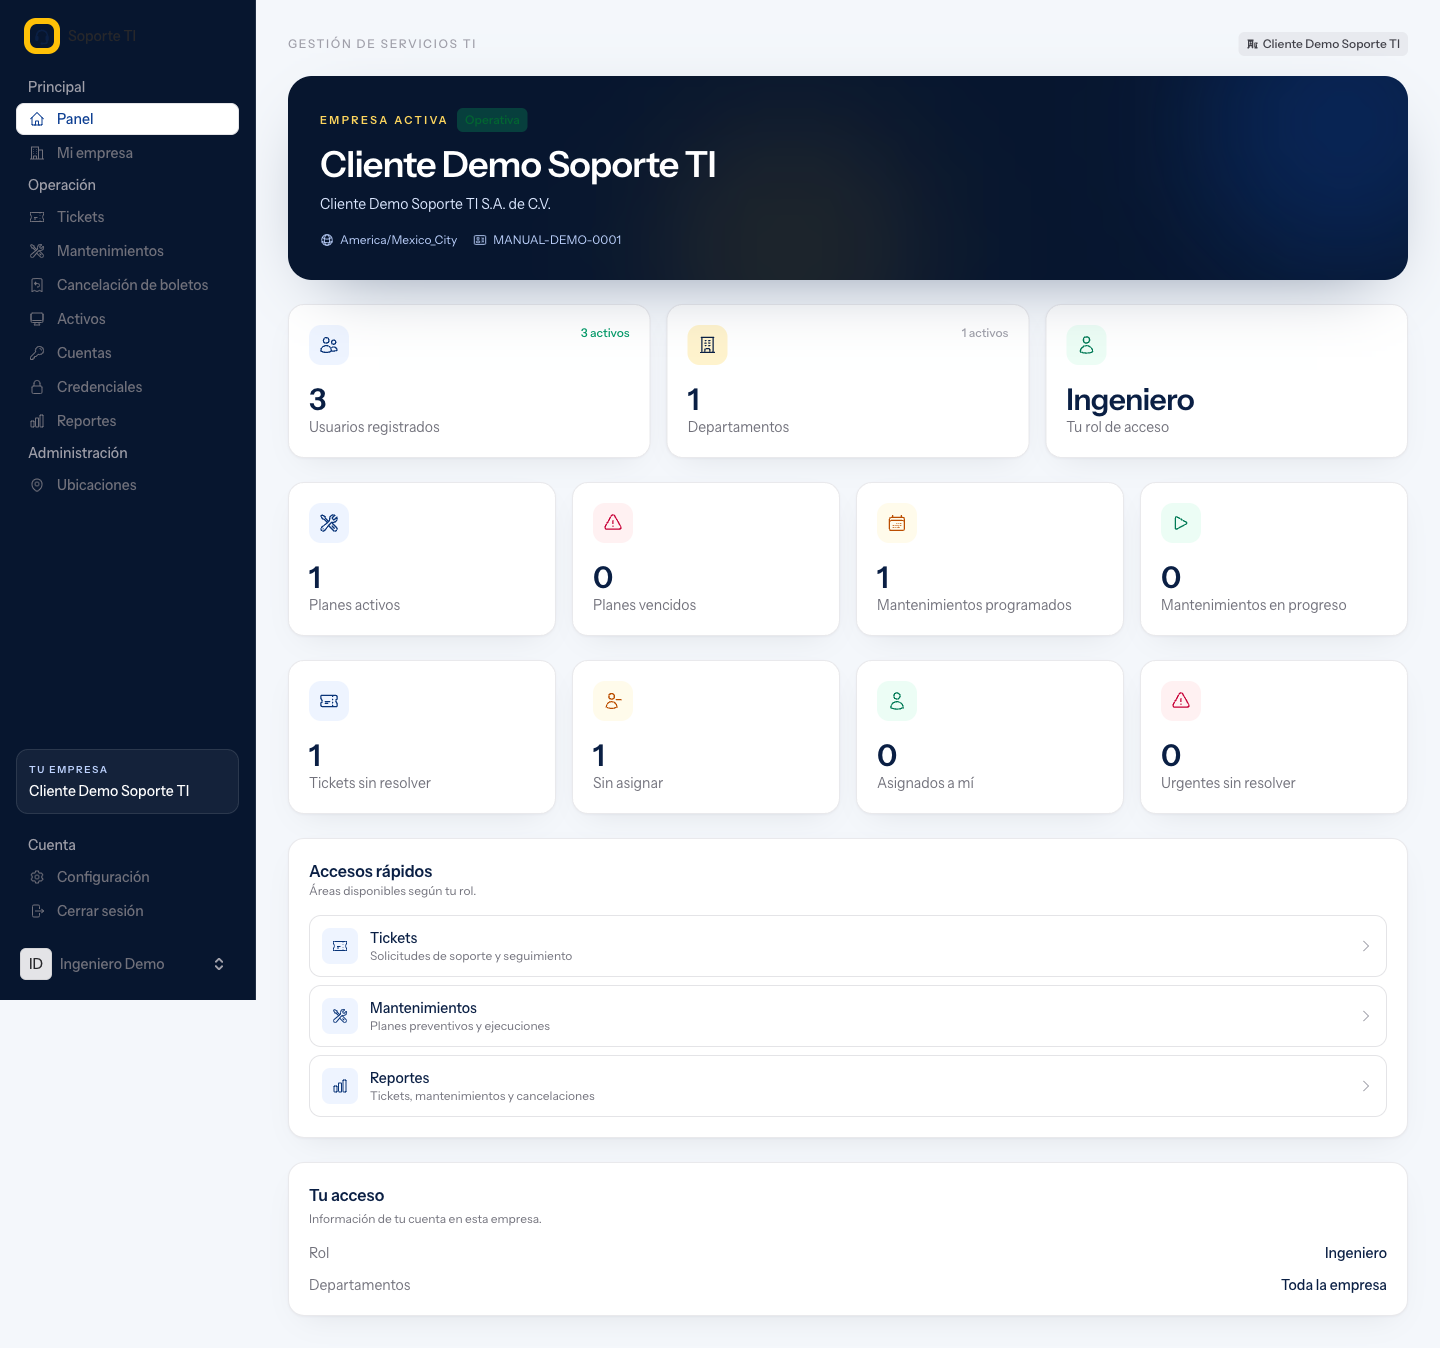 Soporte TI
Principal
Panel
Mi empresa
Operación
Tickets
Mantenimientos
Cancelación de boletos
Activos
Cuentas
Credenciales
Reportes
Administración
Ubicaciones
TU EMPRESA
Cliente Demo Soporte TI
Cuenta
Configuración
Cerrar sesión
ID Ingeniero Demo
GESTIÓN DE SERVICIOS TI
Cliente Demo Soporte TI
EMPRESA ACTIVA Operativa
Cliente Demo Soporte TI
Cliente Demo Soporte TI S.A. de C.V.
America/Mexico_City MANUAL-DEMO-0001
3 activos
3
Usuarios registrados
1 activos
1
Departamentos
Ingeniero
Tu rol de acceso
1
Planes activos
0
Planes vencidos
1
Mantenimientos programados
0
Mantenimientos en progreso
1
Tickets sin resolver
1
Sin asignar
0
Asignados a mí
0
Urgentes sin resolver
Accesos rápidos
Áreas disponibles según tu rol.
Tickets
Solicitudes de soporte y seguimiento
Mantenimientos
Planes preventivos y ejecuciones
Reportes
Tickets, mantenimientos y cancelaciones
Tu acceso
Información de tu cuenta en esta empresa.
Rol Ingeniero
Departamentos Toda la empresa